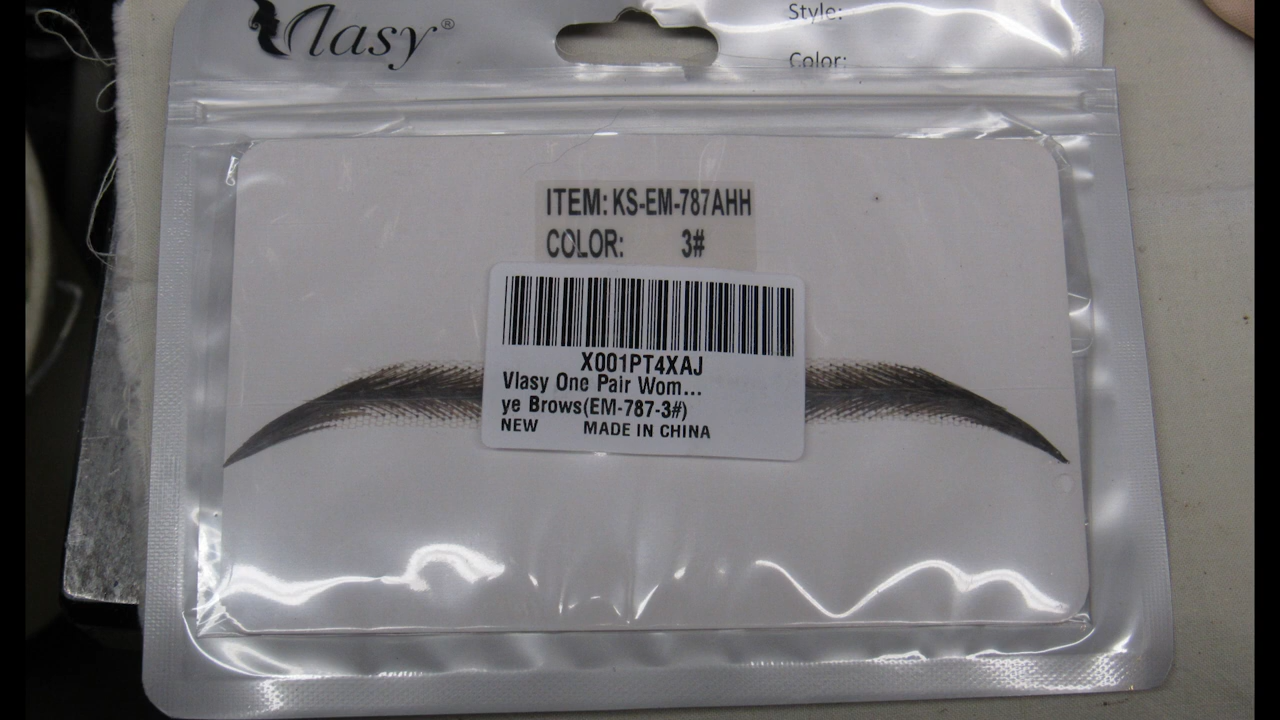 Vlasy®
Style:
Color:
ITEM: KS-EM-787AHH
COLOR: 3#
X001PT4XAJ
Vlasy One Pair Wom...
ye Brows(EM-787-3#)
NEW MADE IN CHINA